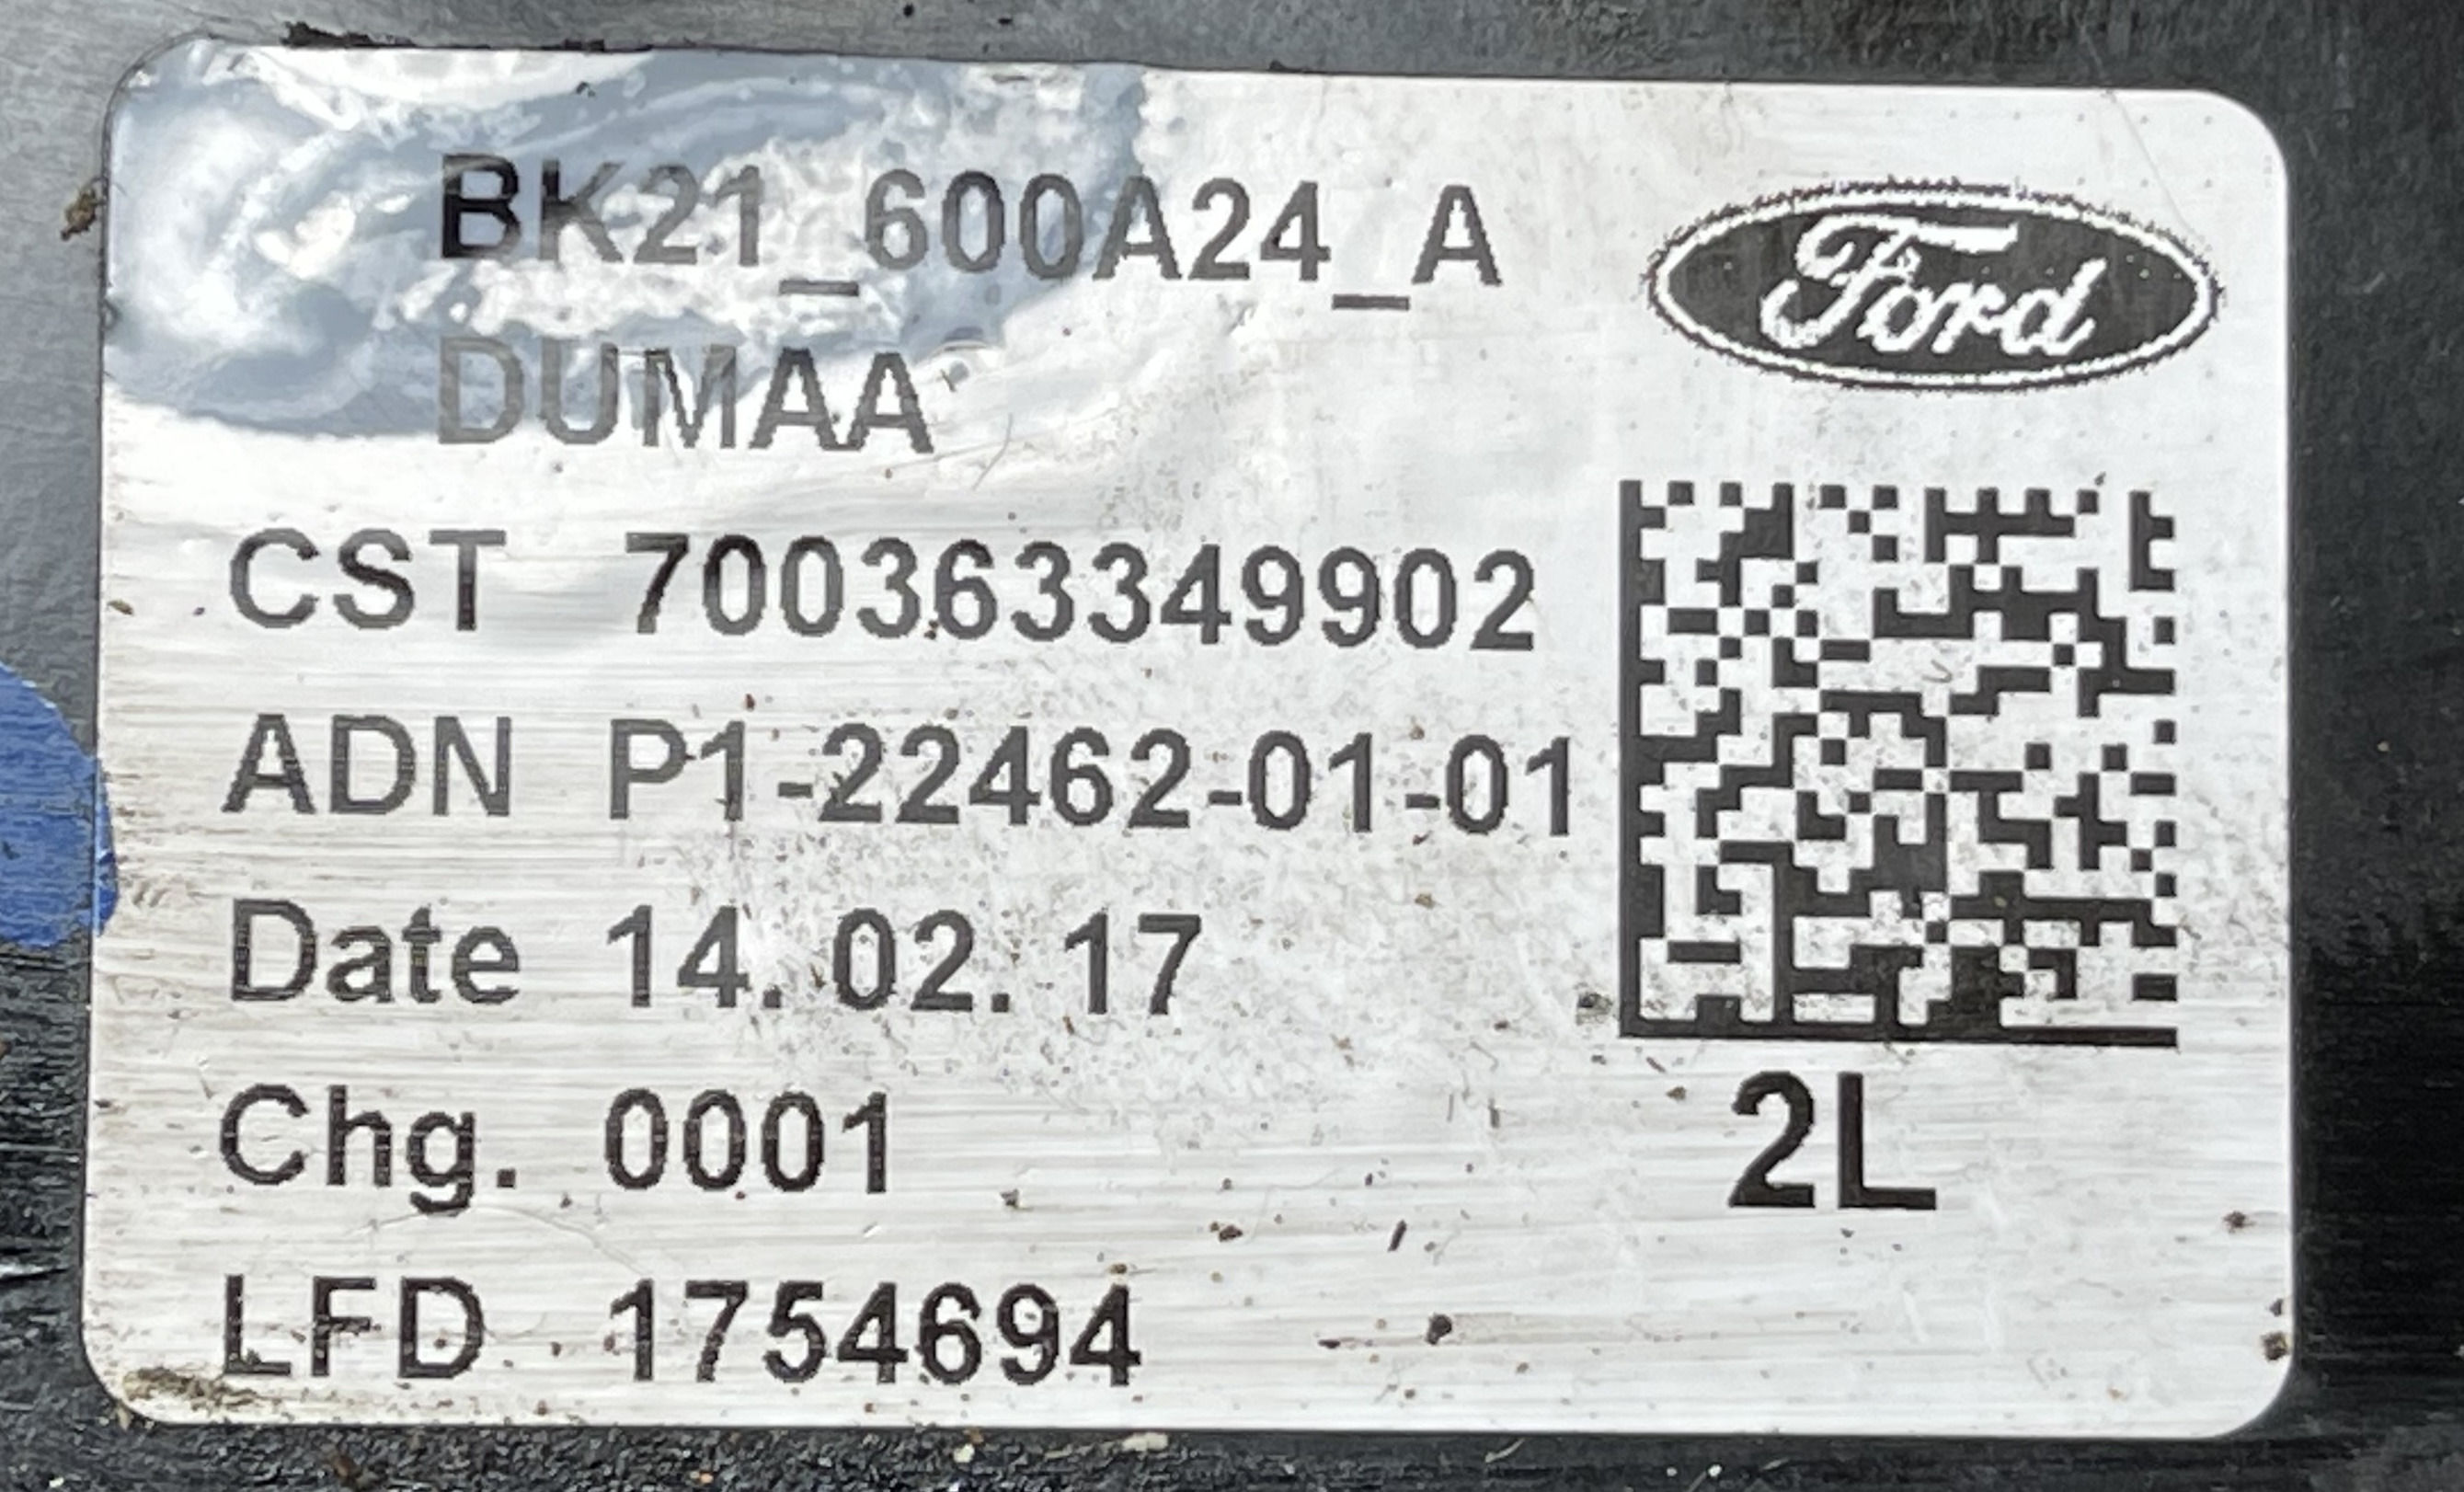 BK21_600A24_A
Ford
DUMAA
CST 700363349902
ADN P1-22462-01-01
Date 14.02.17
Chg. 0001
2L
LFD 1754694